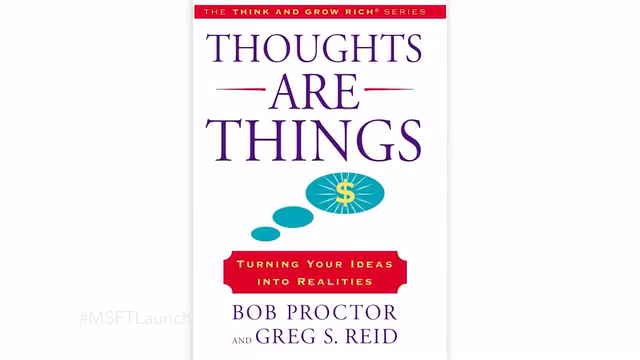 THE THINK AND GROW RICH® SERIES
THOUGHTS
ARE
THINGS
$
TURNING YOUR IDEAS
INTO REALITIES
#MSFTLaunch
BOB PROCTOR
AND GREG S. REID